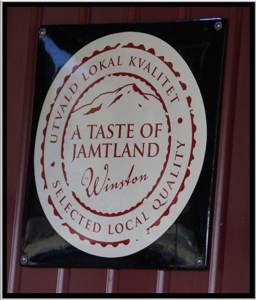 UTVALD LOKAL KVALITET
A TASTE OF
JAMTLAND
Winston
SELECTED LOCAL QUALITY